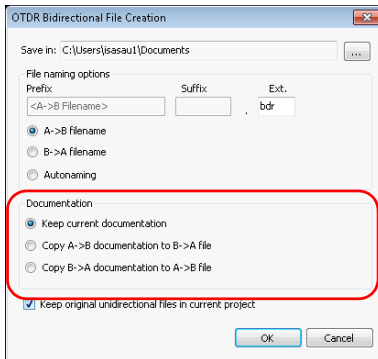 OTDR Bidirectional File Creation
Save in: C:\Users\isasau1\Documents ...
File naming options
Prefix Suffix Ext.
<A->B Filename> . bdr
A->B filename
B->A filename
Autonaming
Documentation
Keep current documentation
Copy A->B documentation to B->A file
Copy B->A documentation to A->B file
Keep original unidirectional files in current project
OK Cancel